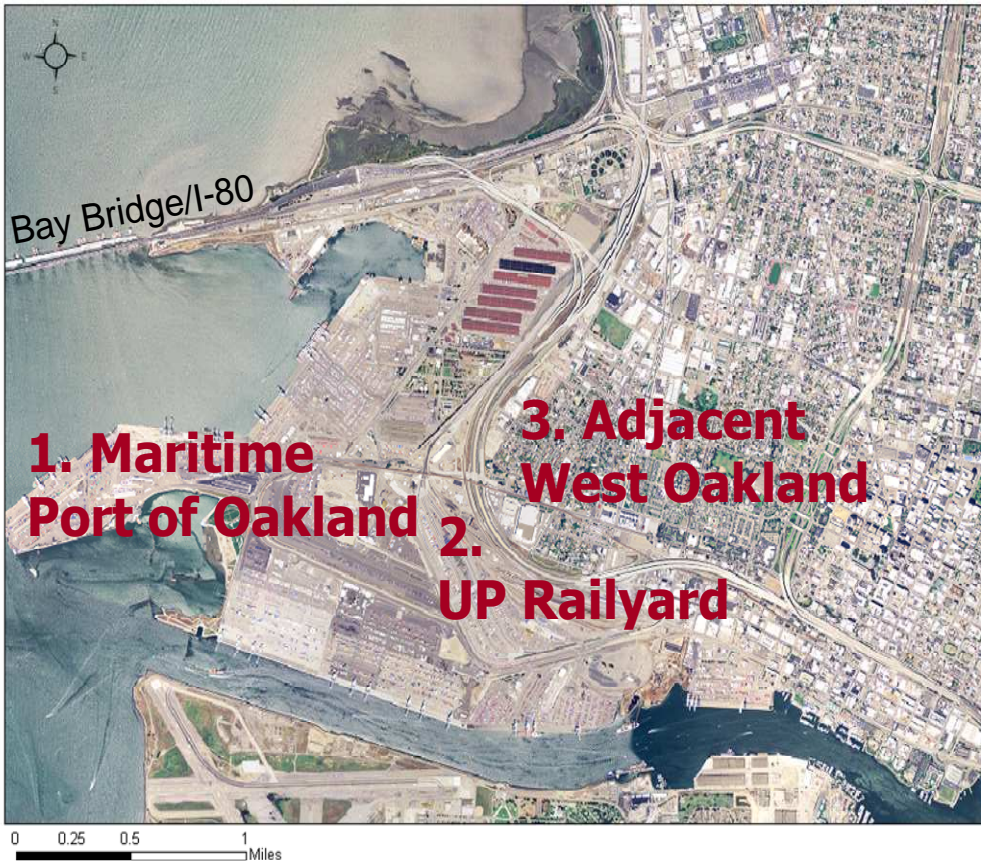 N
W E
S
Bay Bridge/I-80
1. Maritime
Port of Oakland
3. Adjacent
West Oakland
2.
UP Railyard
0 0.25 0.5 1
Miles